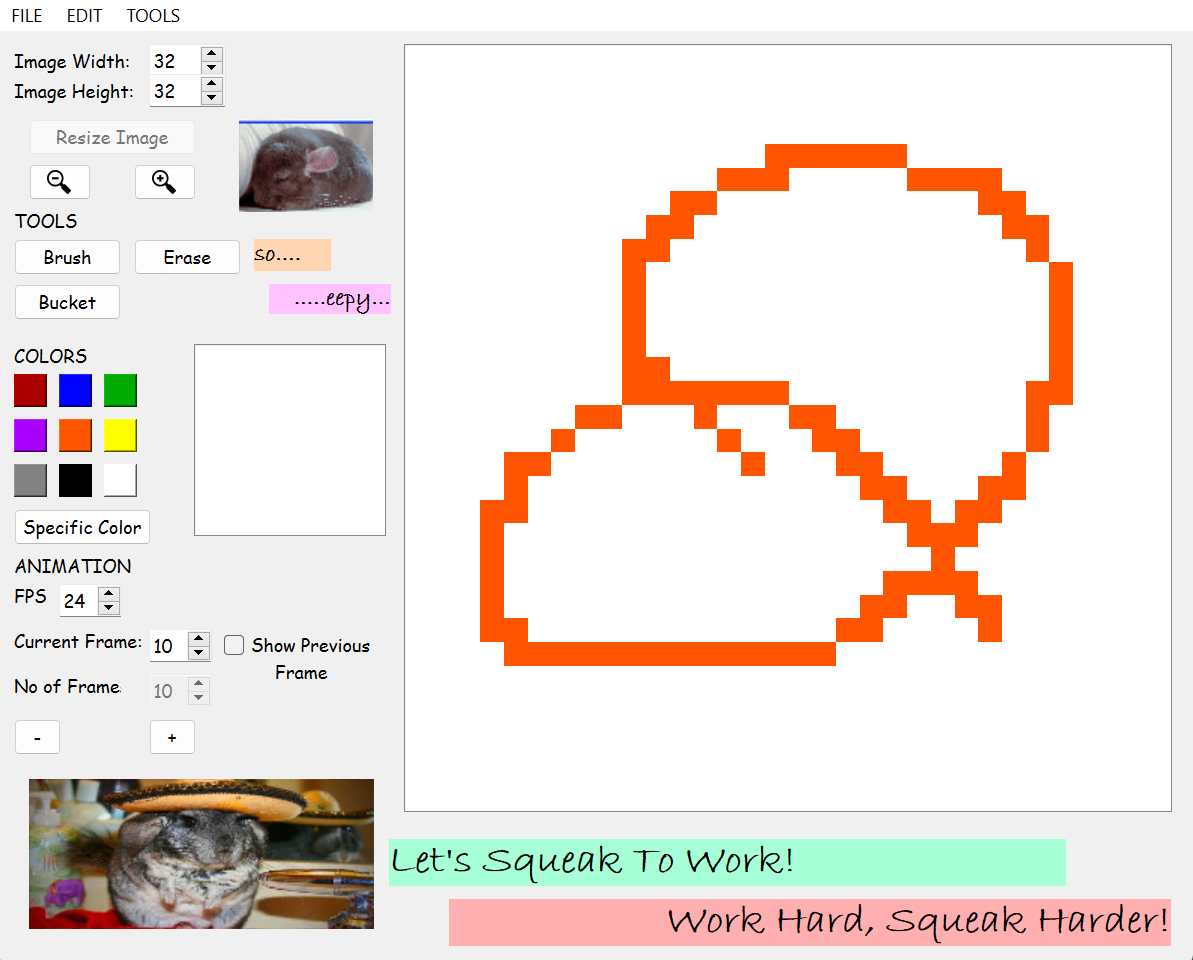 FILE EDIT TOOLS
Image Width: 32
Image Height: 32
Resize Image
TOOLS
Brush Erase so....
Bucket .....eepy...
COLORS
Specific Color
ANIMATION
FPS 24
Current Frame: 10 Show Previous
Frame
No of Frame 10
- +
Let's Squeak To Work!
Work Hard, Squeak Harder!